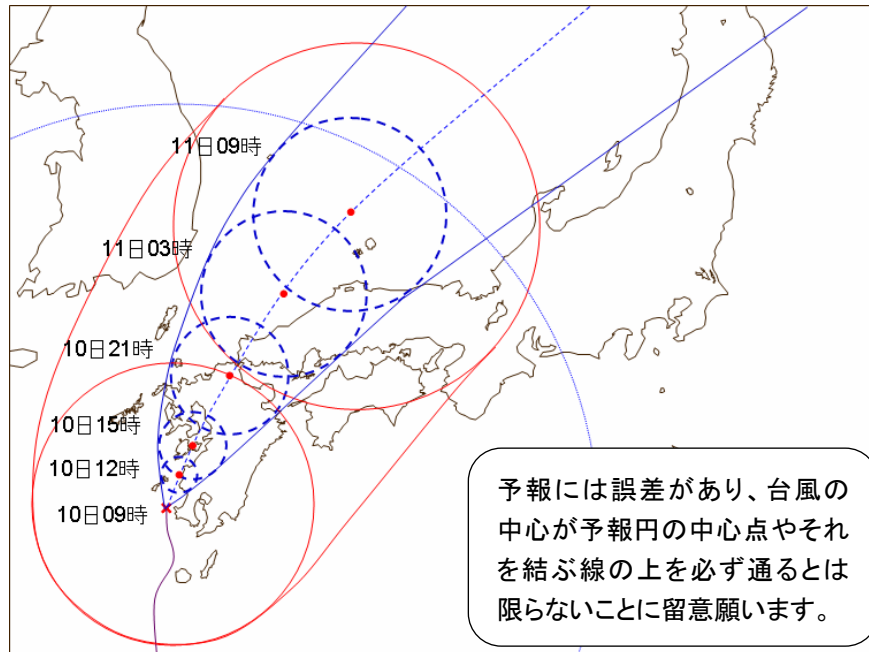 11日09時
11日03時
10日21時
10日15時
10日12時
10日09時
予報には誤差があり、台風の
中心が予報円の中心点やそれ
を結ぶ線の上を必ず通るとは
限らないことに留意願います。